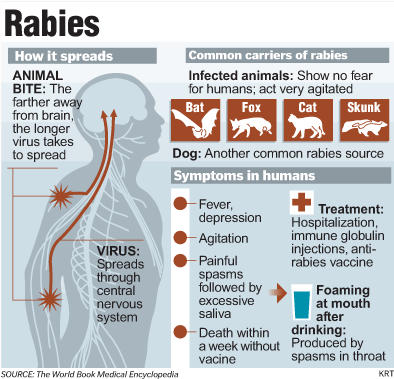 Rabies
How it spreads
ANIMAL
BITE: The
farther away
from brain,
the longer
virus takes
to spread
VIRUS:
Spreads
through
central
nervous
system
Common carriers of rabies
Infected animals: Show no fear
for humans; act very agitated
Bat
Fox
Cat
Skunk
Dog: Another common rabies source
Symptoms in humans
Fever,
depression
Agitation
Painful
spasms
followed by
excessive
saliva
Death within
a week without
vacine
Treatment:
Hospitalization,
immune globulin
injections, anti-
rabies vaccine
Foaming
at mouth
after
drinking:
Produced by
spasms in throat
SOURCE: The World Book Medical Encyclopedia
KRT